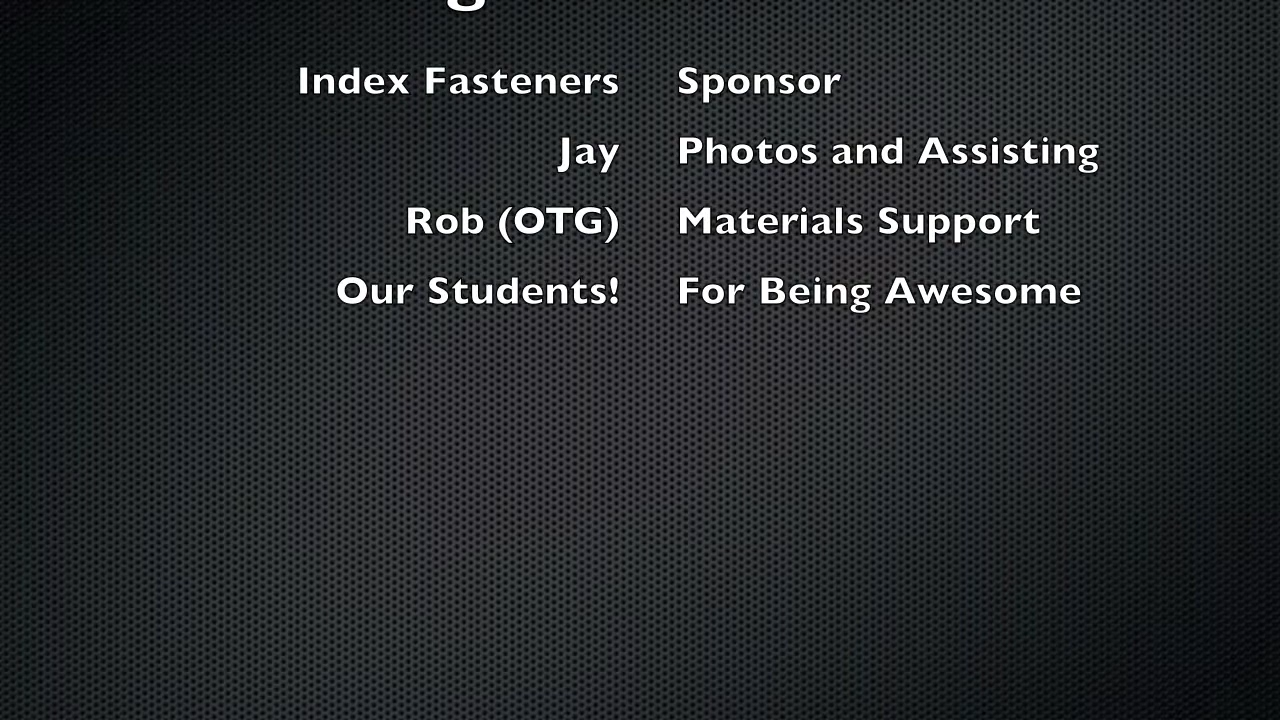 Index Fasteners Sponsor
Jay Photos and Assisting
Rob (OTG) Materials Support
Our Students! For Being Awesome